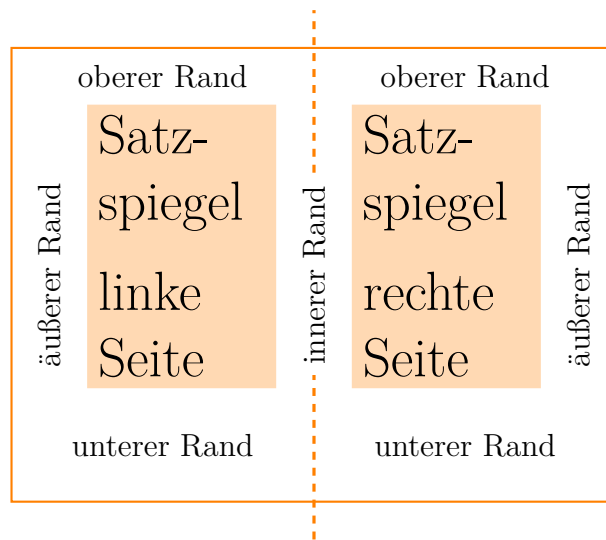 oberer Rand
oberer Rand
äußerer Rand
Satz-
spiegel
linke
Seite
innerer Rand
Satz-
spiegel
rechte
Seite
äußerer Rand
unterer Rand
unterer Rand